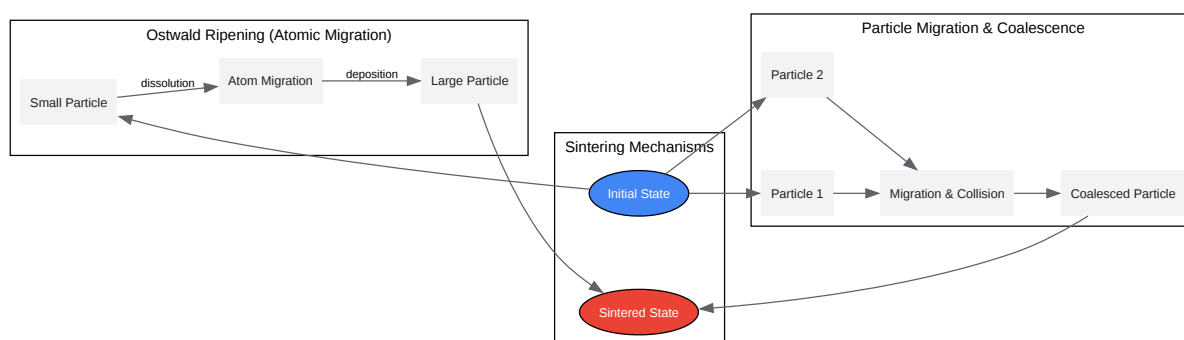 Ostwald Ripening (Atomic Migration)
Small Particle
dissolution
Atom Migration
deposition
Large Particle
Sintering Mechanisms
Initial State
Sintered State
Particle Migration & Coalescence
Particle 2
Particle 1
Migration & Collision
Coalesced Particle